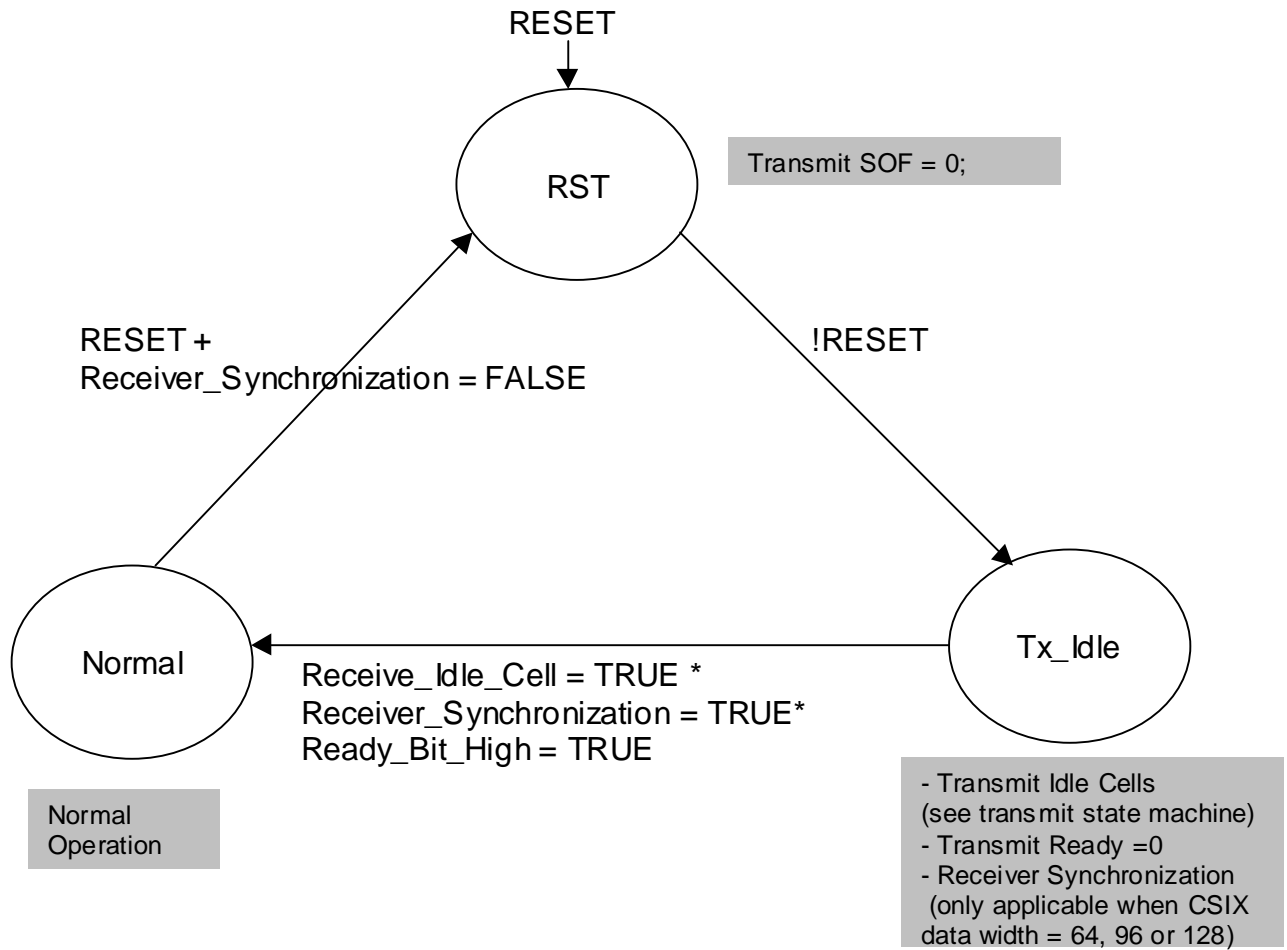 RESET
RST
Transmit SOF = 0;
RESET +
Receiver_Synchronization = FALSE
!RESET
Normal
Tx_Idle
Receive_Idle_Cell = TRUE *
Receiver_Synchronization = TRUE*
Ready_Bit_High = TRUE
Normal
Operation
- Transmit Idle Cells
(see transmit state machine)
- Transmit Ready =0
- Receiver Synchronization
(only applicable when CSIX
data width = 64, 96 or 128)